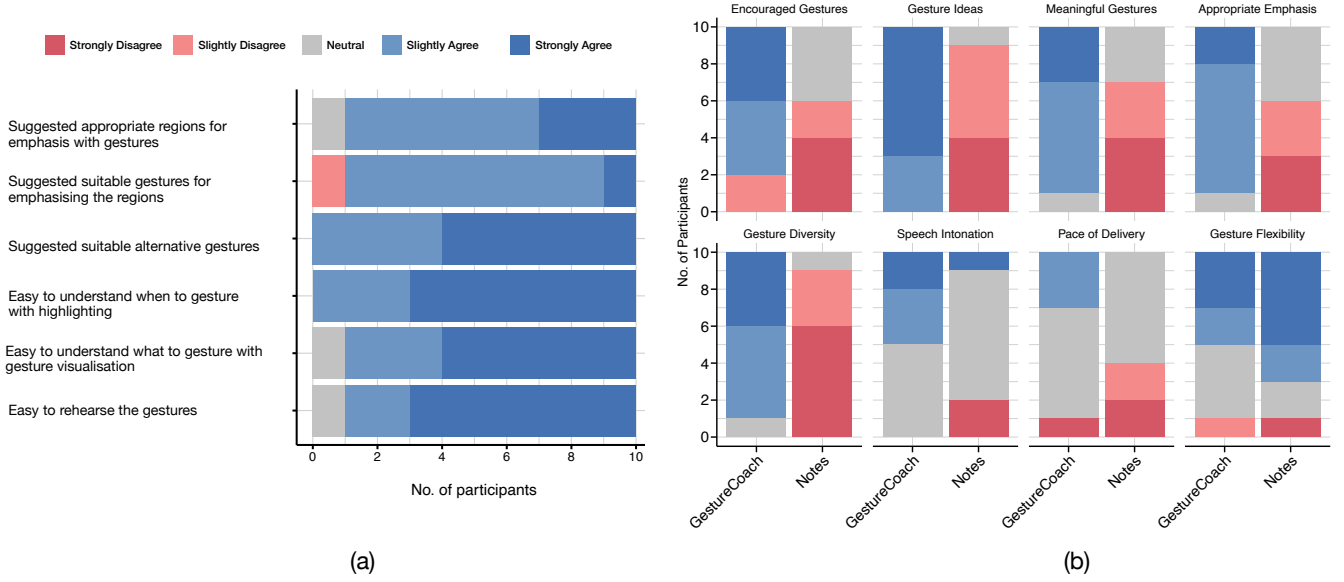 Strongly Disagree
Slightly Disagree
Neutral
Slightly Agree
Strongly Agree
Suggested appropriate regions for
emphasis with gestures
Suggested suitable gestures for
emphasising the regions
Suggested suitable alternative gestures
Easy to understand when to gesture
with highlighting
Easy to understand what to gesture with
gesture visualisation
Easy to rehearse the gestures
0 2 4 6 8 10
No. of participants
(a)
Encouraged Gestures
Gesture Ideas
Meaningful Gestures
Appropriate Emphasis
10
8
6
4
2
0
No. of Participants
Gesture Diversity
Speech Intonation
Pace of Delivery
Gesture Flexibility
10
8
6
4
2
0
GestureCoach
Notes
GestureCoach
Notes
GestureCoach
Notes
GestureCoach
Notes
(b)